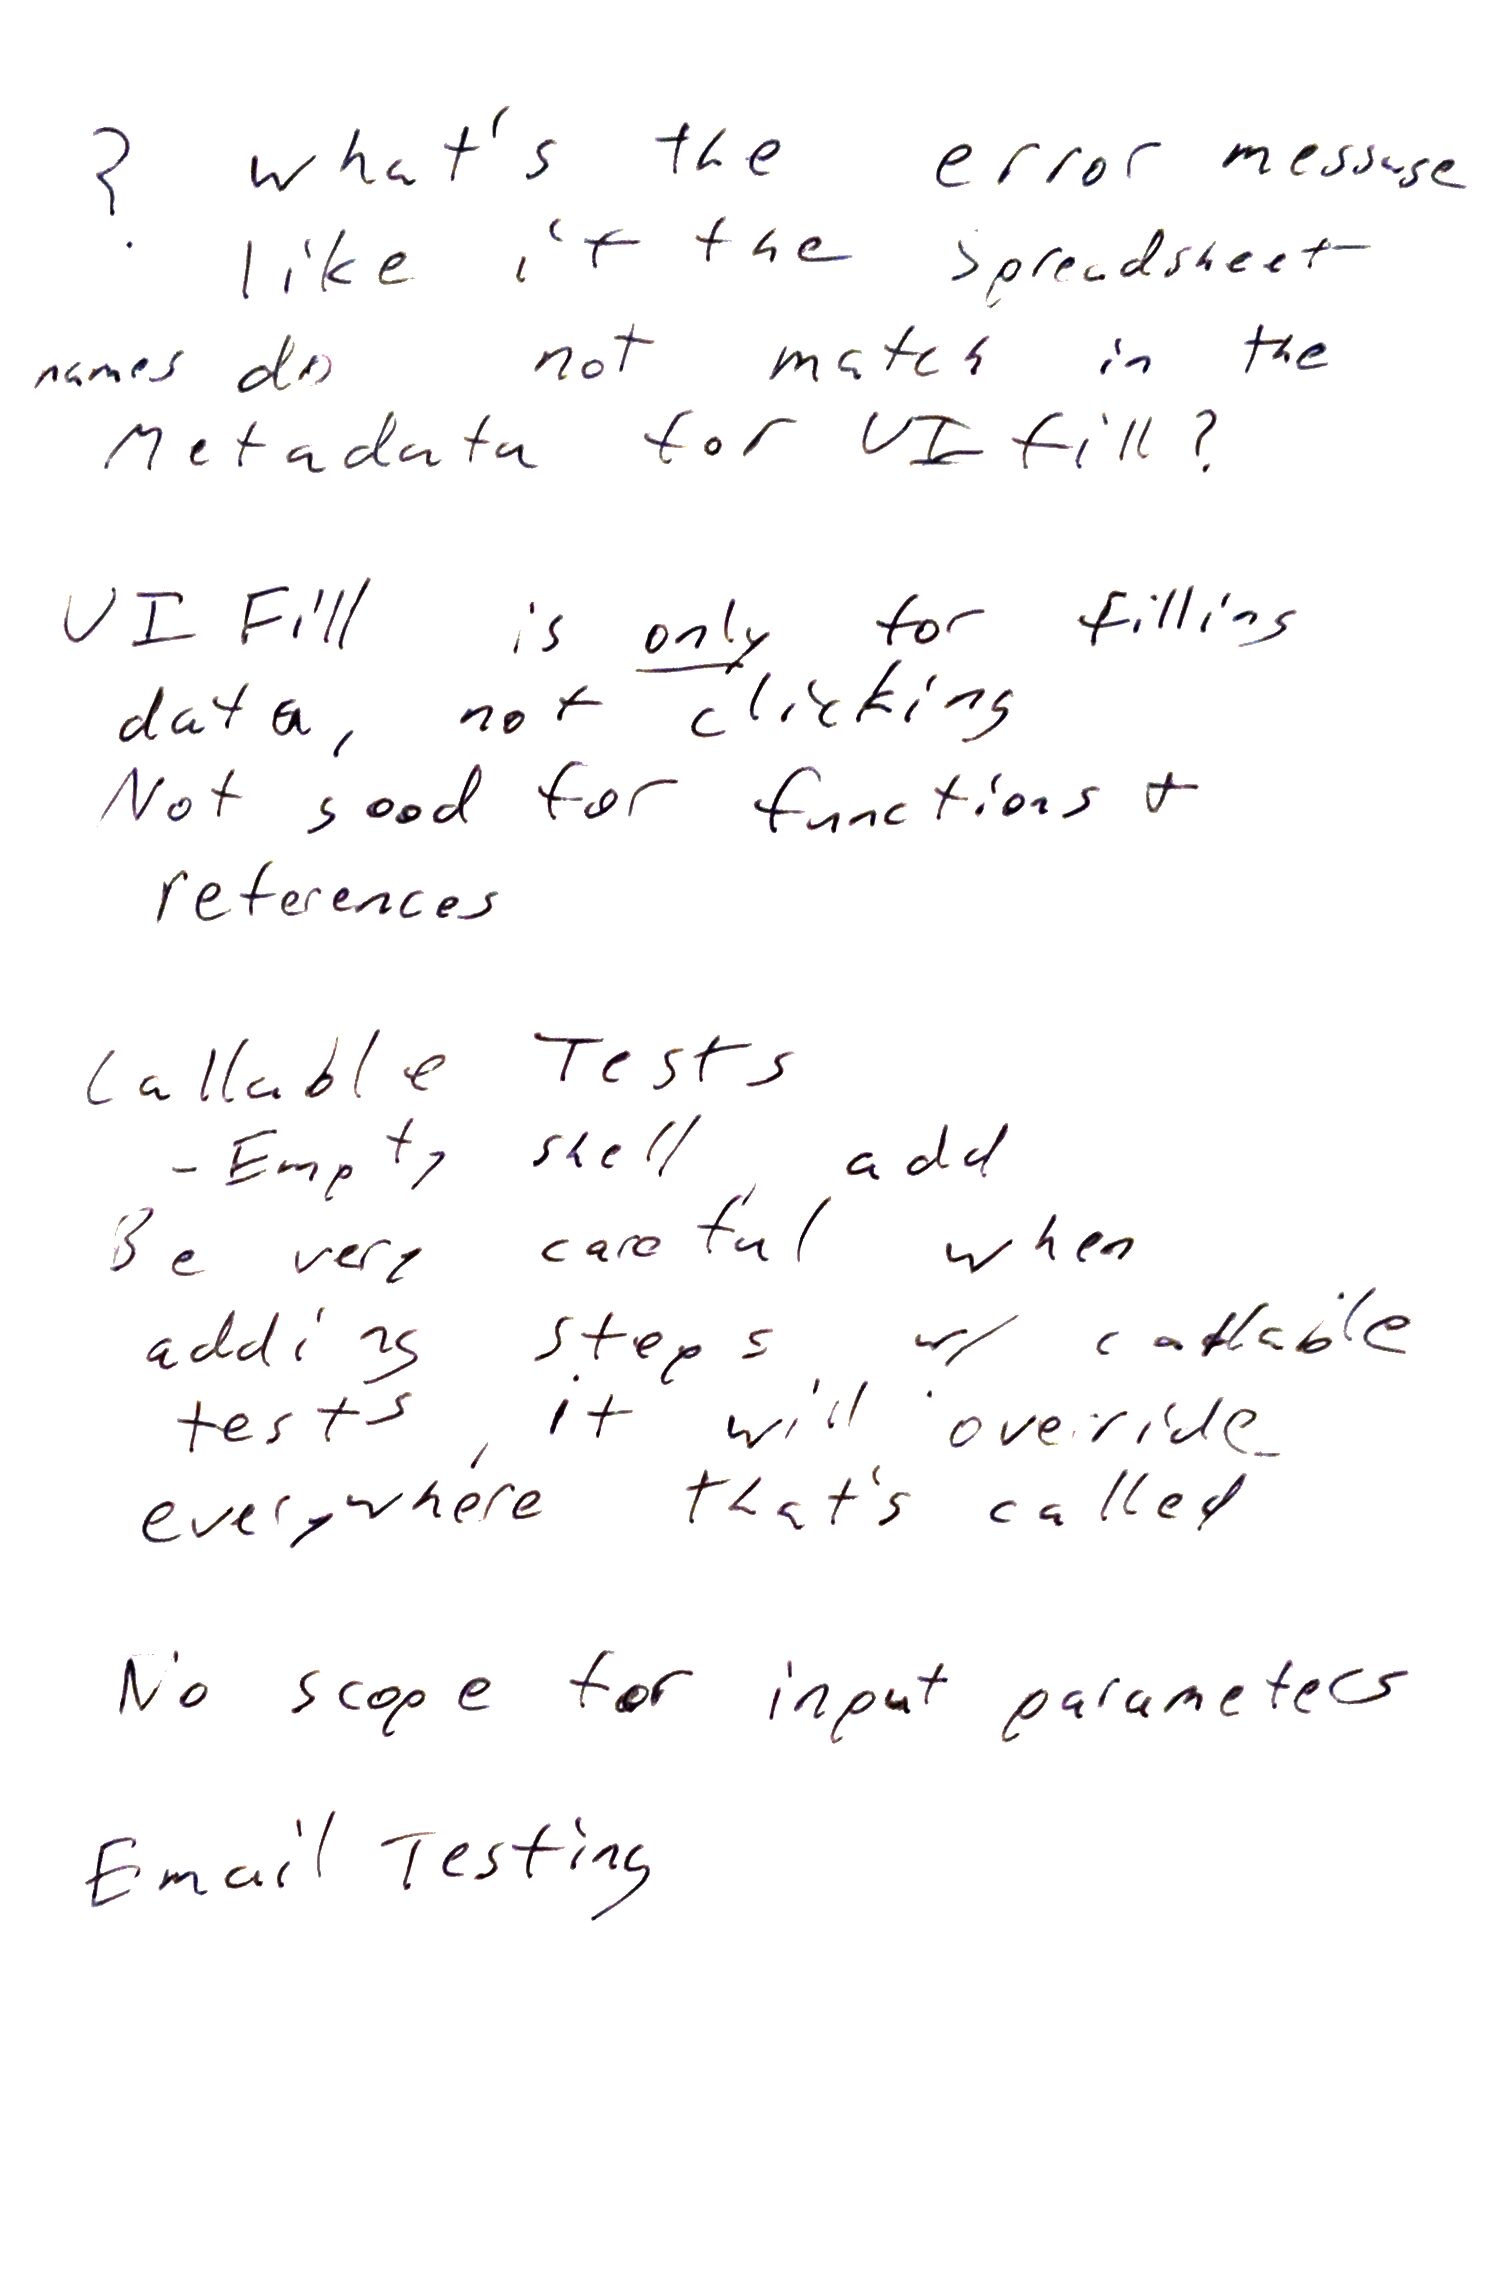 ? What's the error message
like if the spreadsheet
names do not match in the
Metadata for UI fill?
UI Fill is only for filling
data, not clicking
Not good for functions +
references
Callable Tests
- Empty shell, add
Be very careful when
adding steps w/ callable
tests, it will override
everywhere that's called
No scope for input parameters
Email Testing